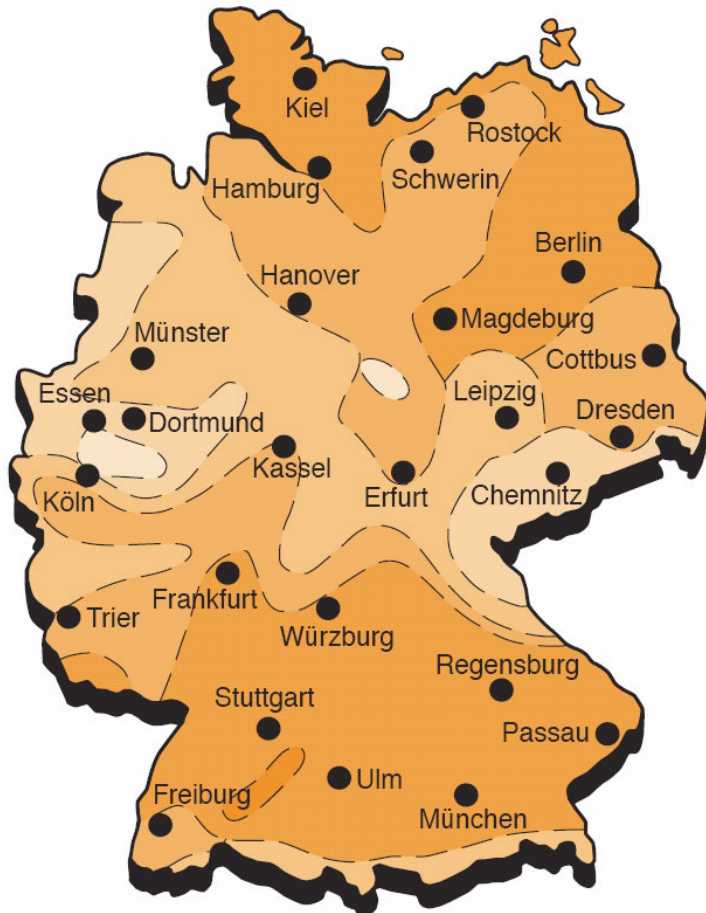 Kiel
Rostock
Schwerin
Hamburg
Berlin
Hanover
Magdeburg
Münster
Cottbus
Essen
Leipzig
Dortmund
Dresden
Kassel
Köln
Erfurt
Chemnitz
Frankfurt
Trier
Würzburg
Regensburg
Stuttgart
Passau
Ulm
Freiburg
München